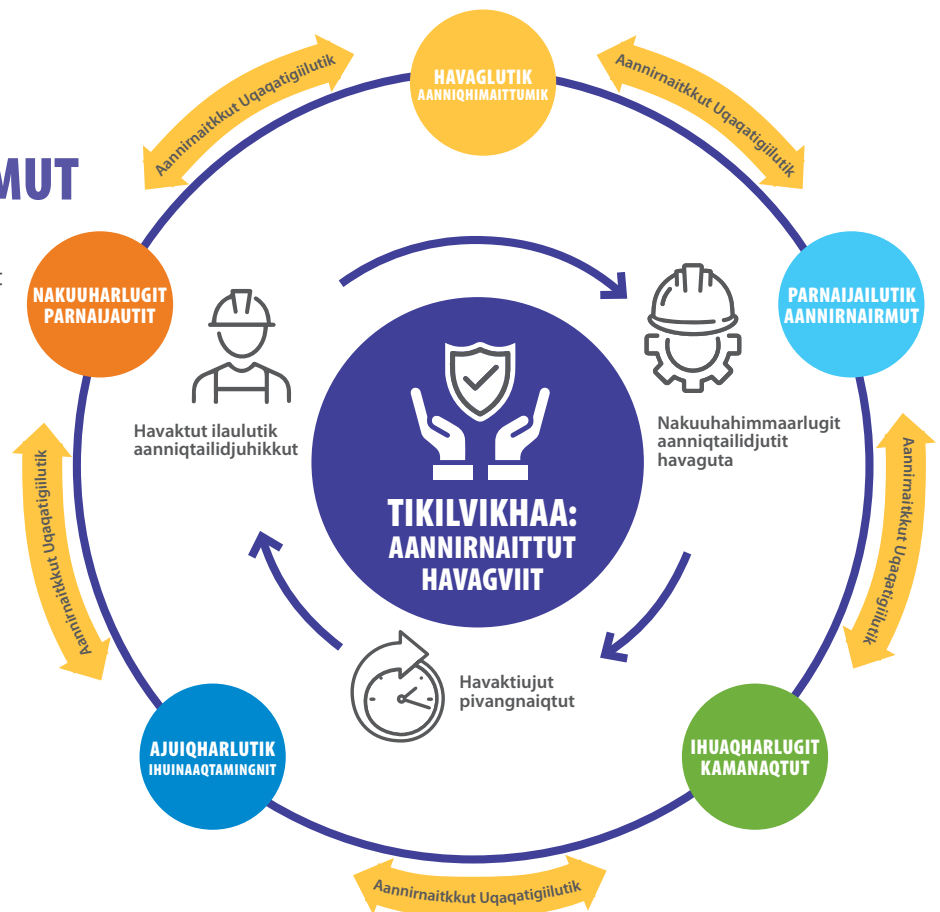 Aannirnaitkkut Uqaqatigiilutik
HAVAGLUTIK
AANNIQHIMAITTUMIK
Aannirnaitkkut Uqaqatigiilutik
MUT
NAKUUHARLUGIT
PARNAIJAUTIT
PARNAIJAILUTIK
AANNIRNAIRMUT
Havaktut ilaulutik
aanniqtailidjuhikkut
Nakuuhahimmaarlugit
aanniqtailidjutit
havaguta
TIKILVIKHAA:
AANNIRNAITTUT
HAVAGVIIT
Aannirnaitkkut Uqaqatigiilutik
Aannirnaitkkut Uqaqatigiilutik
Havaktiujut
pivangnaiqtut
AJUIQHARLUTIK
IHUINAAQTAMINGNIT
IHUAQHARLUGIT
KAMANAQTUT
Aannirnaitkkut Uqaqatigiilutik